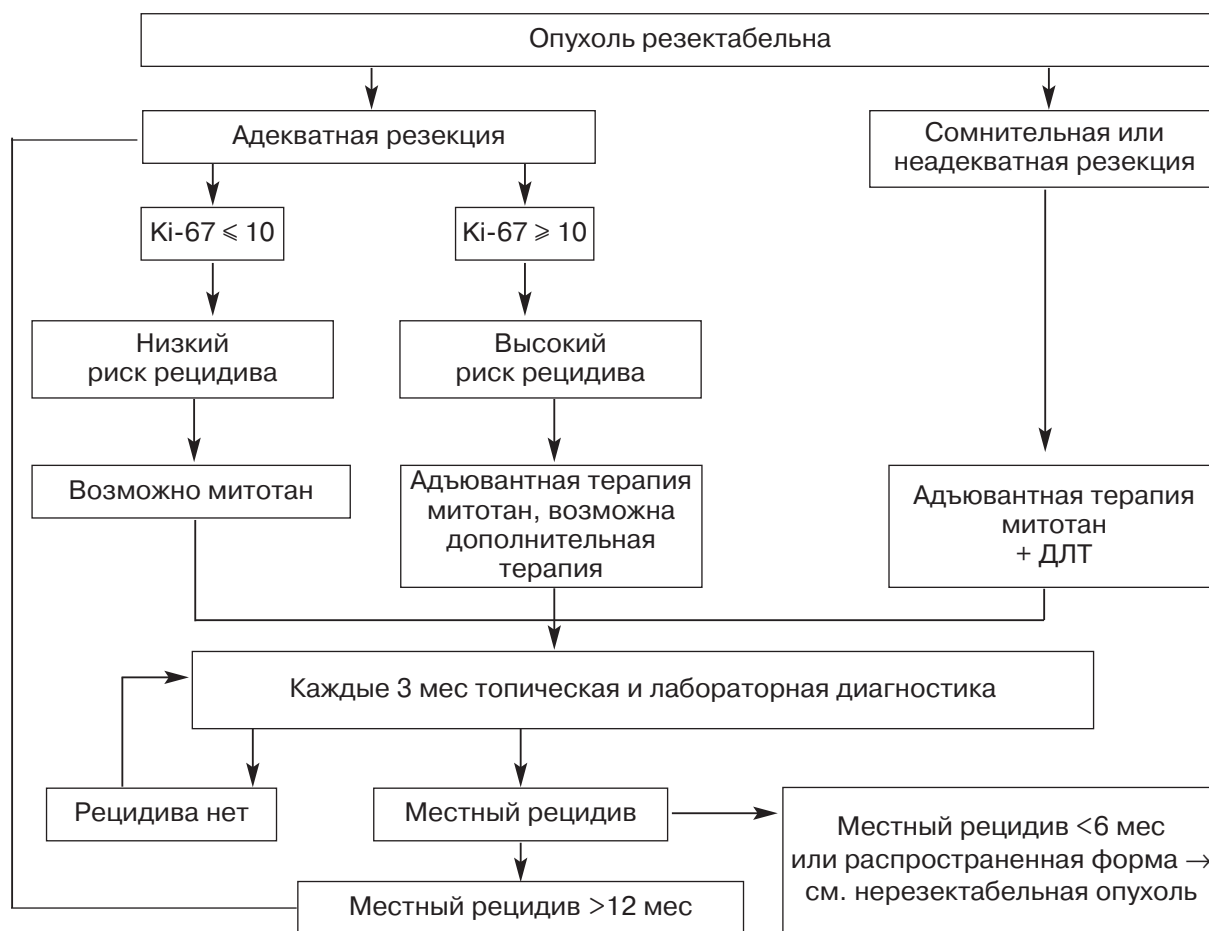 Опухоль резектабельна
Адекватная резекция
Сомнительная или
неадекватная резекция
Ki-67 ⩽ 10
Ki-67 ⩾ 10
Низкий
риск рецидива
Высокий
риск рецидива
Возможно митотан
Адъювантная терапия
митотан, возможна
дополнительная
терапия
Адъювантная терапия
митотан
+ ДЛТ
Каждые 3 мес топическая и лабораторная диагностика
Рецидива нет
Местный рецидив
Местный рецидив <6 мес
или распространенная форма →
см. нерезектабельная опухоль
Местный рецидив >12 мес